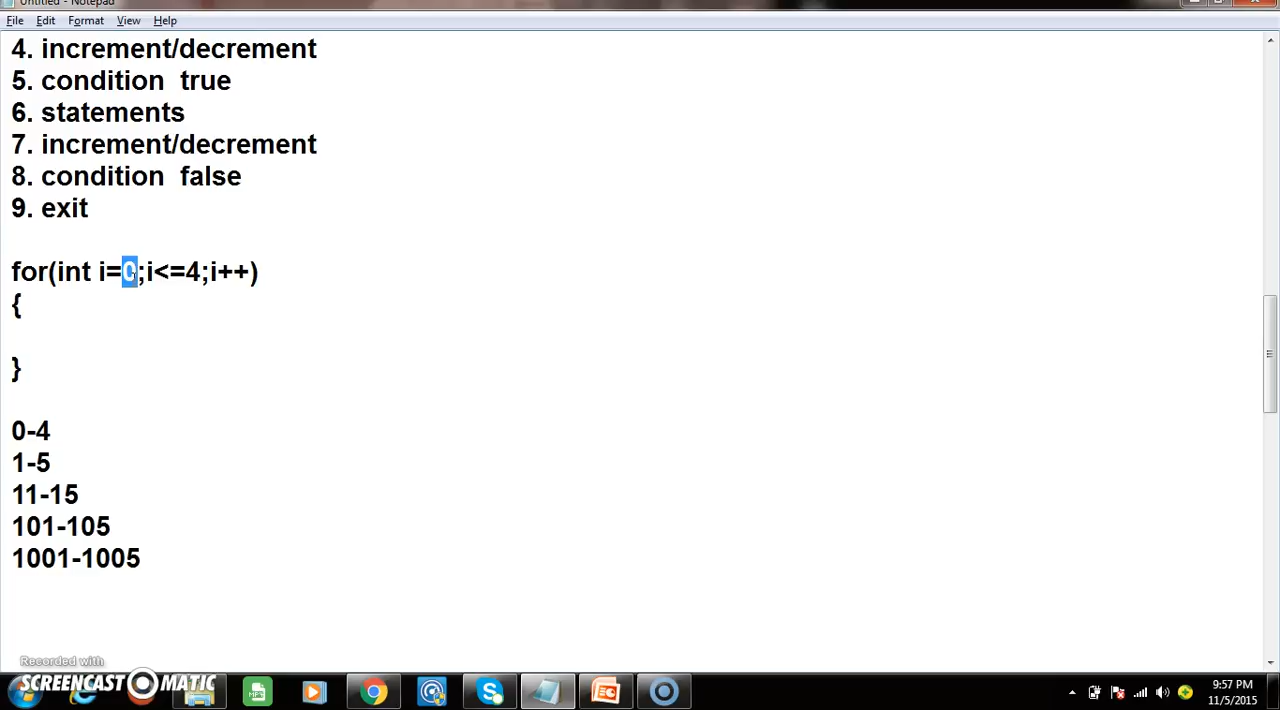 Untitled - Notepad
File Edit Format View Help
4. increment/decrement
5. condition  true
6. statements
7. increment/decrement
8. condition  false
9. exit
for(int i=0;i<=4;i++)
{
}
0-4
1-5
11-15
101-105
1001-1005
Recorded with
SCREENCAST MATIC
9:57 PM
11/5/2015